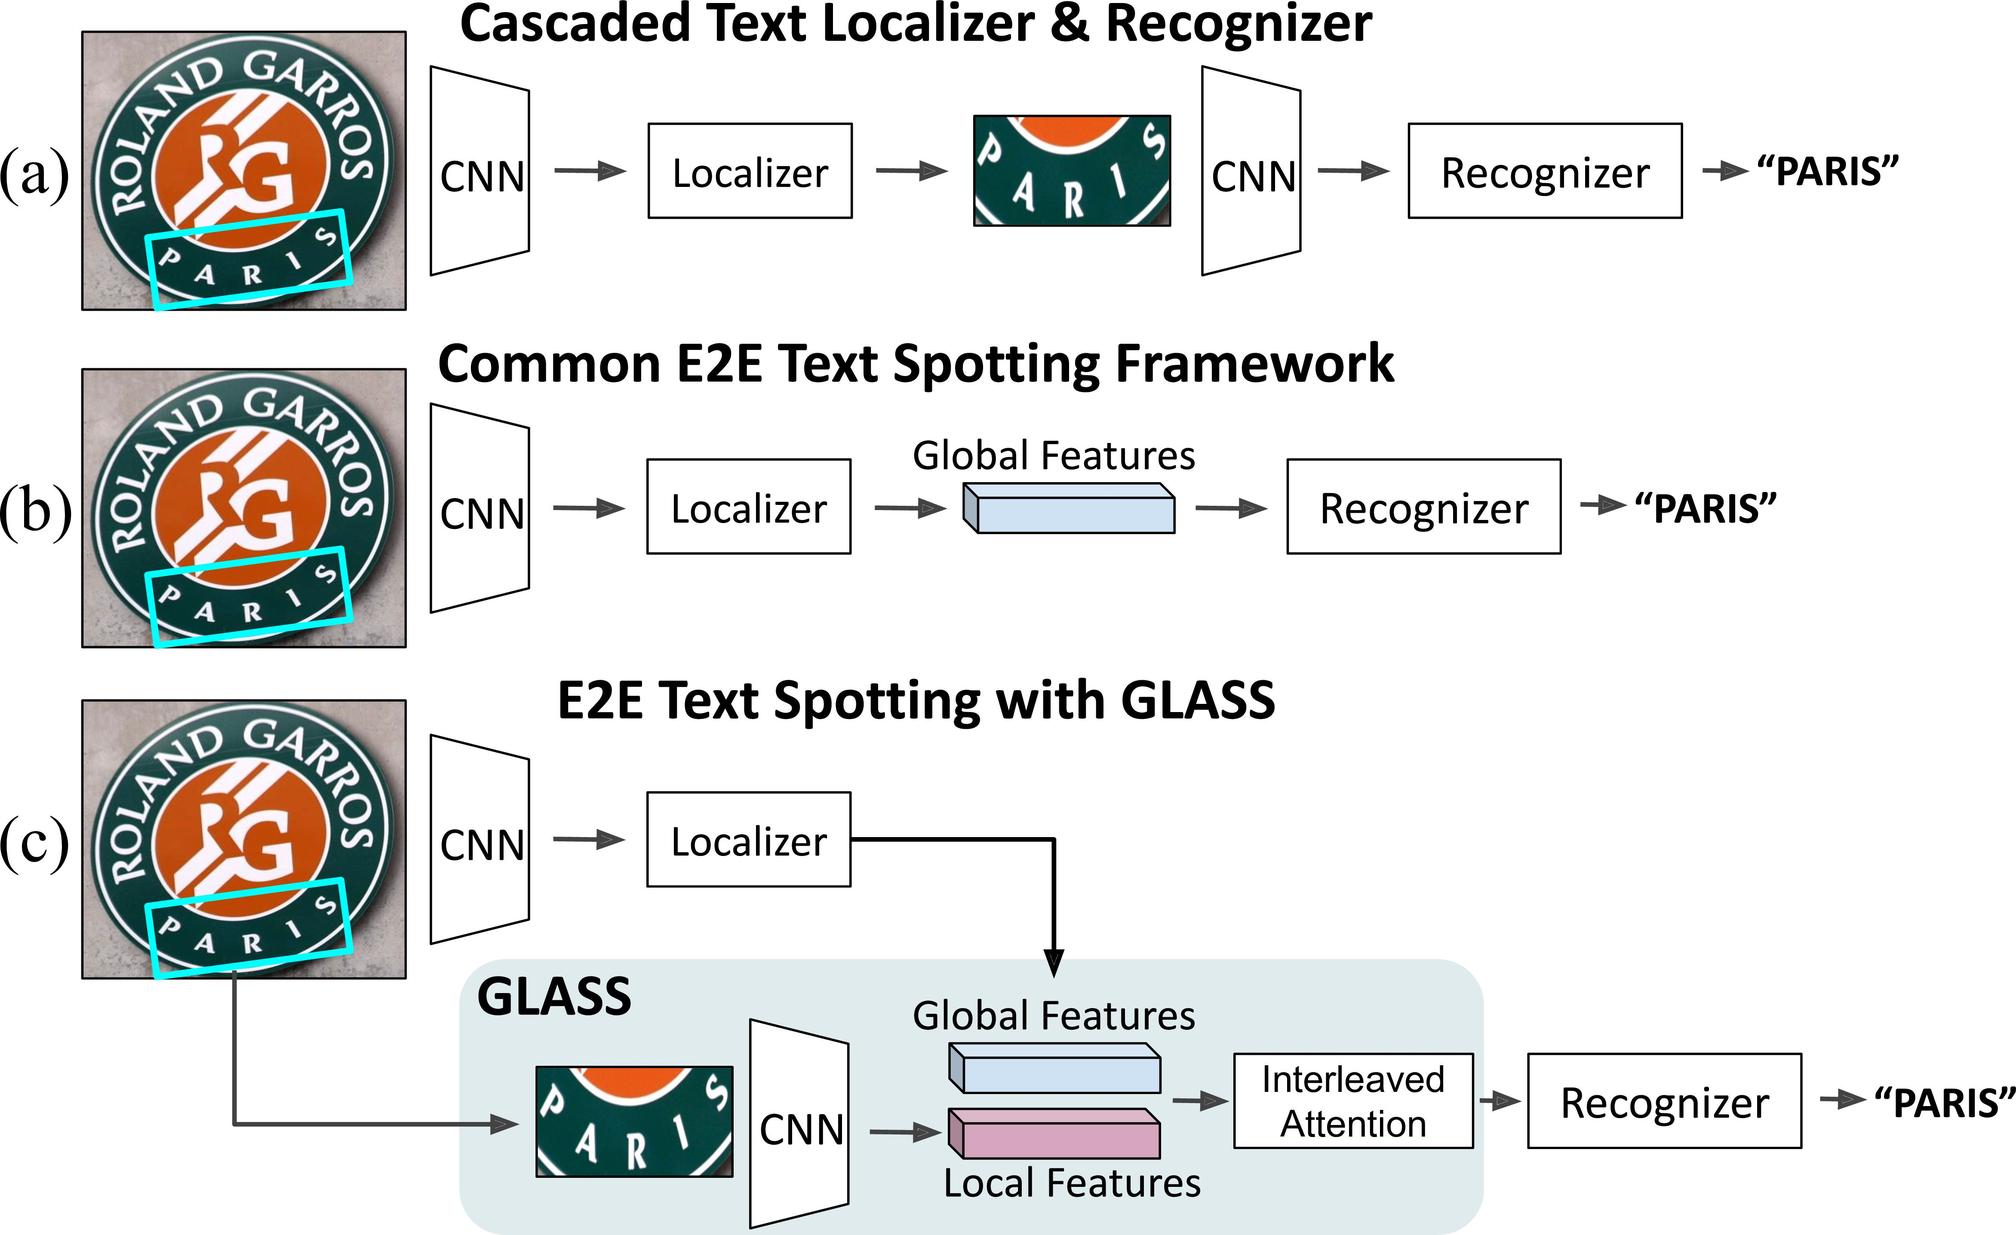 Cascaded Text Localizer & Recognizer
(a)
ROLAND GARROS
RG
PARIS
CNN
Localizer
PARIS
CNN
Recognizer
“PARIS”
Common E2E Text Spotting Framework
(b)
ROLAND GARROS
RG
PARIS
CNN
Localizer
Global Features
Recognizer
“PARIS”
E2E Text Spotting with GLASS
(c)
ROLAND GARROS
RG
PARIS
CNN
Localizer
GLASS
PARIS
CNN
Global Features
Local Features
Interleaved
Attention
Recognizer
“PARIS”